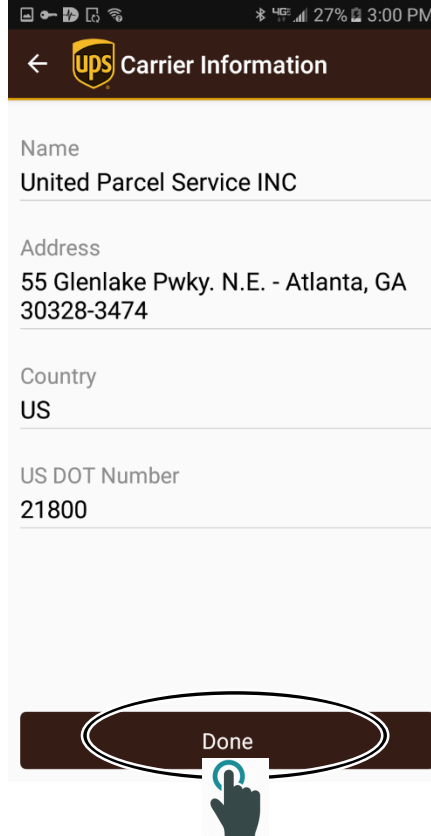 4GE 27% 3:00 PM
ups Carrier Information
Name
United Parcel Service INC
Address
55 Glenlake Pwky. N.E. - Atlanta, GA
30328-3474
Country
US
US DOT Number
21800
Done